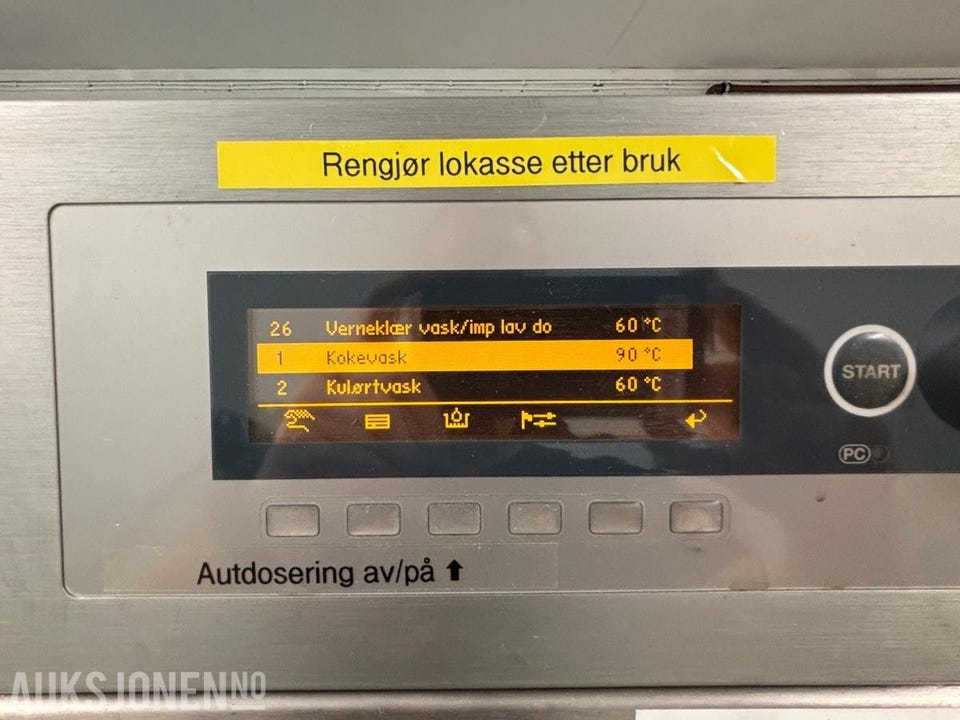 Rengjør lokasse etter bruk
26 Verneklær vask/imp lav do 60 °C
1 Kokevask 90 °C
2 Kulørtvask 60 °C
START
PC
Autdosering av/på ⬆
AUKSJONEN.NO